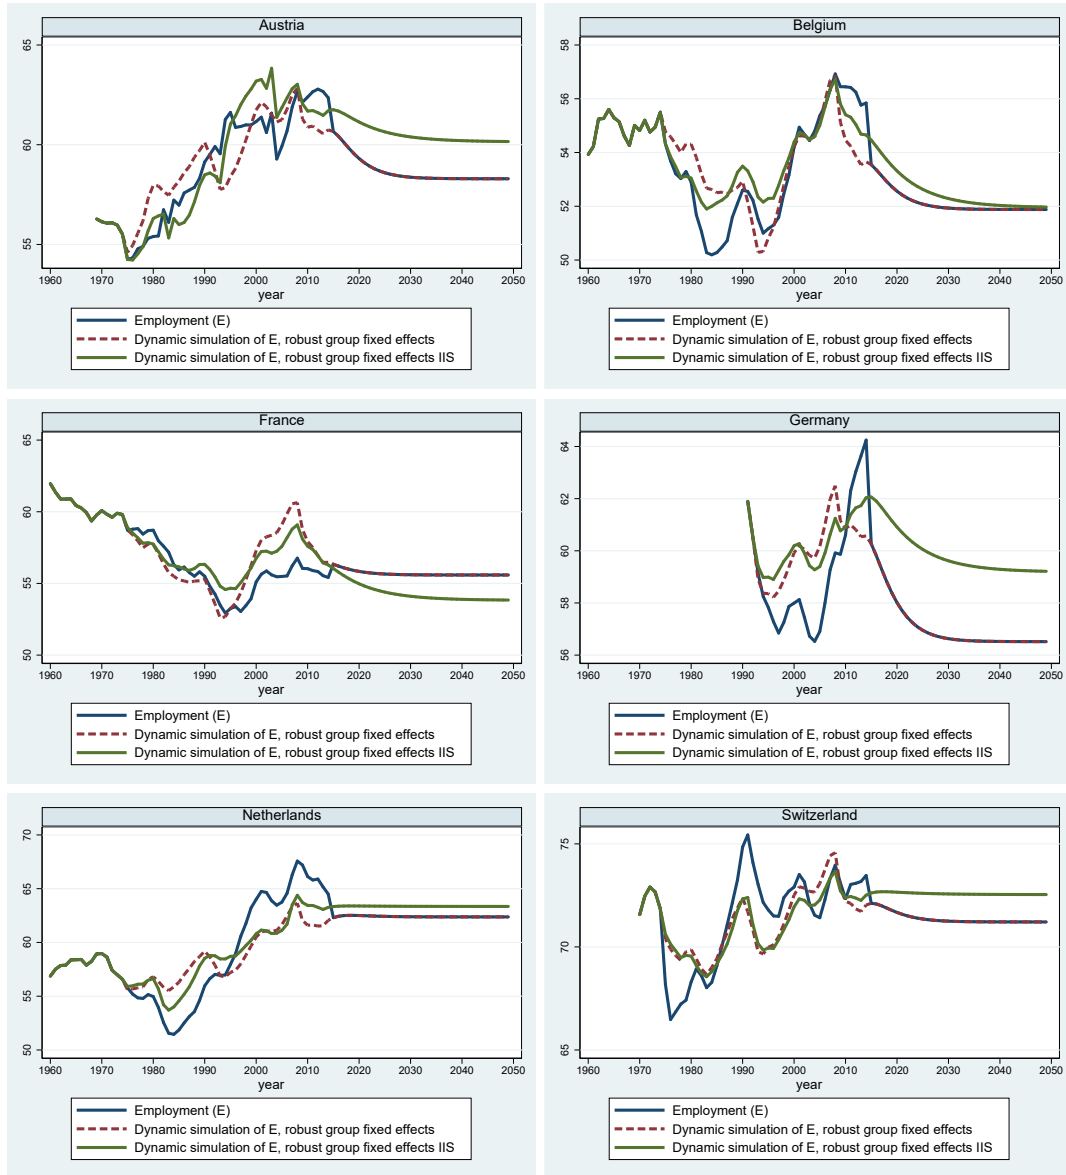 Austria
65
60
55
1960 1970 1980 1990 2000 2010 2020 2030 2040 2050
year
Employment (E)
Dynamic simulation of E, robust group fixed effects
Dynamic simulation of E, robust group fixed effects IIS
Belgium
58
56
54
52
50
1960 1970 1980 1990 2000 2010 2020 2030 2040 2050
year
Employment (E)
Dynamic simulation of E, robust group fixed effects
Dynamic simulation of E, robust group fixed effects IIS
France
65
60
55
50
1960 1970 1980 1990 2000 2010 2020 2030 2040 2050
year
Employment (E)
Dynamic simulation of E, robust group fixed effects
Dynamic simulation of E, robust group fixed effects IIS
Germany
64
62
60
58
56
1960 1970 1980 1990 2000 2010 2020 2030 2040 2050
year
Employment (E)
Dynamic simulation of E, robust group fixed effects
Dynamic simulation of E, robust group fixed effects IIS
Netherlands
70
65
60
55
50
1960 1970 1980 1990 2000 2010 2020 2030 2040 2050
year
Employment (E)
Dynamic simulation of E, robust group fixed effects
Dynamic simulation of E, robust group fixed effects IIS
Switzerland
75
70
65
1960 1970 1980 1990 2000 2010 2020 2030 2040 2050
year
Employment (E)
Dynamic simulation of E, robust group fixed effects
Dynamic simulation of E, robust group fixed effects IIS